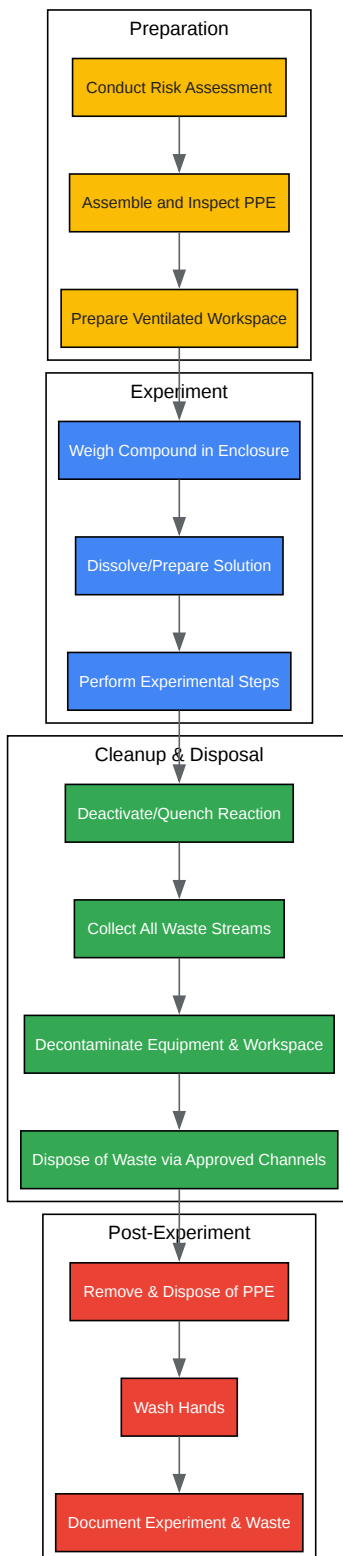 Preparation
Conduct Risk Assessment
Assemble and Inspect PPE
Prepare Ventilated Workspace
Experiment
Weigh Compound in Enclosure
Dissolve/Prepare Solution
Perform Experimental Steps
Cleanup & Disposal
Deactivate/Quench Reaction
Collect All Waste Streams
Decontaminate Equipment & Workspace
Dispose of Waste via Approved Channels
Post-Experiment
Remove & Dispose of PPE
Wash Hands
Document Experiment & Waste